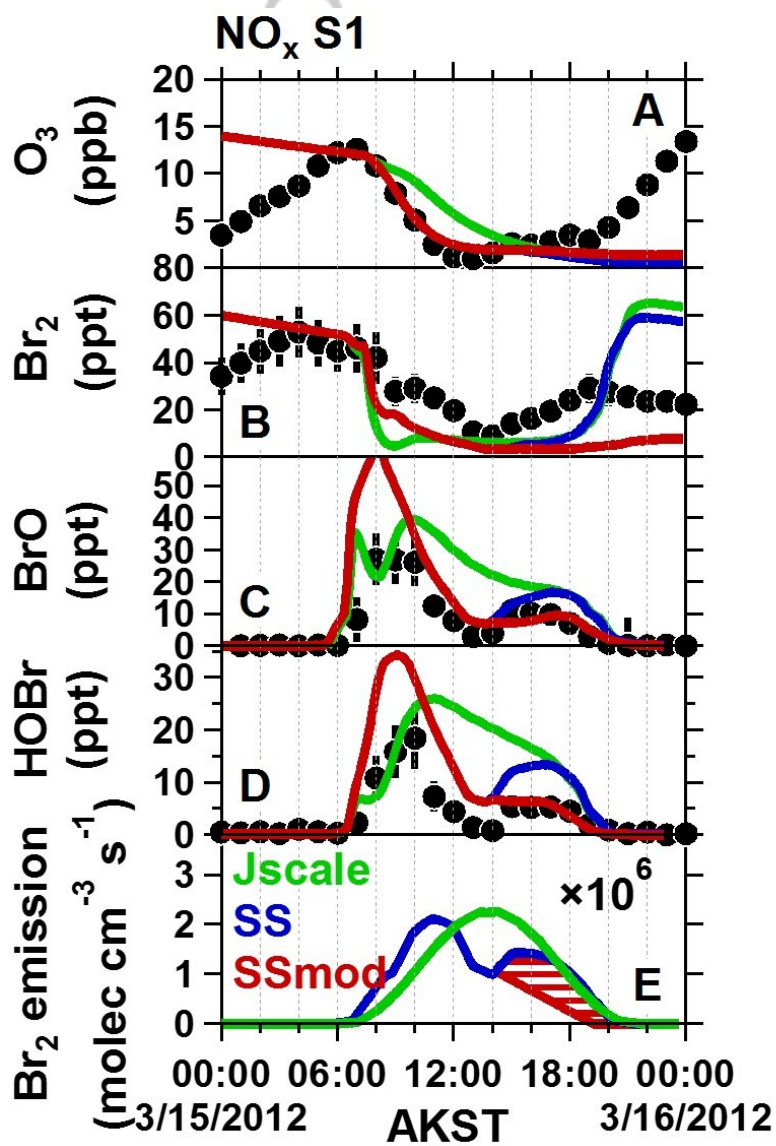 NOx S1
O3
(ppb)
20
15
10
5
A
Br2
(ppt)
80
60
40
20
0
B
BrO
(ppt)
50
40
30
20
10
0
C
HOBr
(ppt)
30
20
10
0
D
Br2 emission
(molec cm-3 s-1)
3
2
1
0
Jscale
SS
SSmod
×10^6
E
00:00 06:00 12:00 18:00 00:00
3/15/2012 AKST 3/16/2012